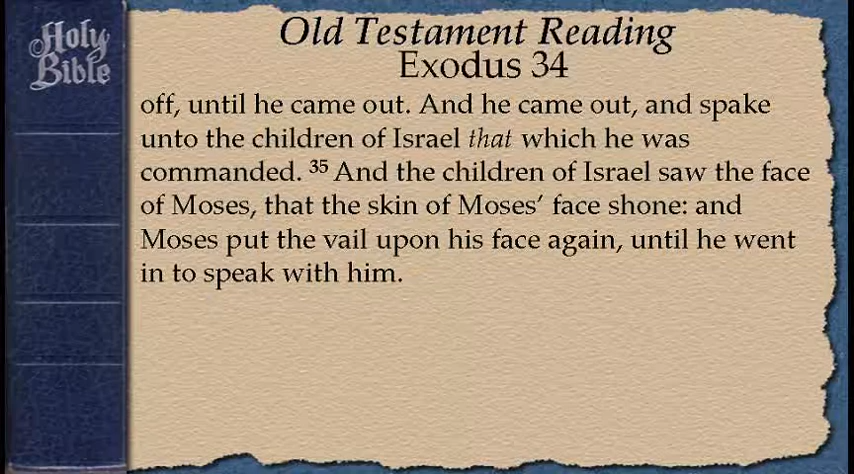 Holy
Bible
Old Testament Reading
Exodus 34
off, until he came out. And he came out, and spake
unto the children of Israel that which he was
commanded. 35 And the children of Israel saw the face
of Moses, that the skin of Moses‘ face shone: and
Moses put the vail upon his face again, until he went
in to speak with him.